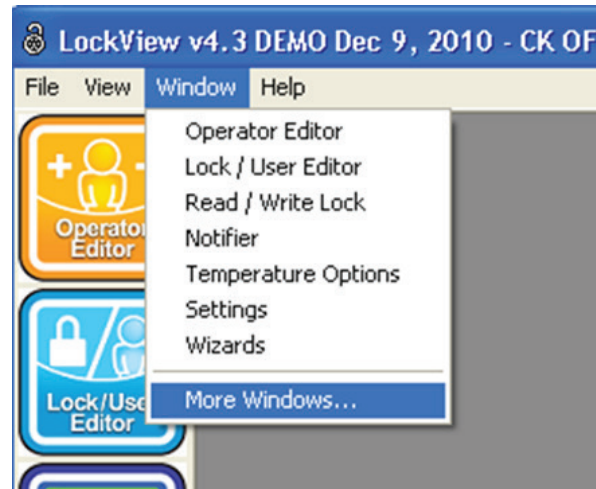 LockView v4.3 DEMO Dec 9, 2010 - CK OF
File View Window Help
Operator Editor
Lock / User Editor
Read / Write Lock
Notifier
Temperature Options
Settings
Wizards
More Windows...
Operator
Editor
Lock/User
Editor